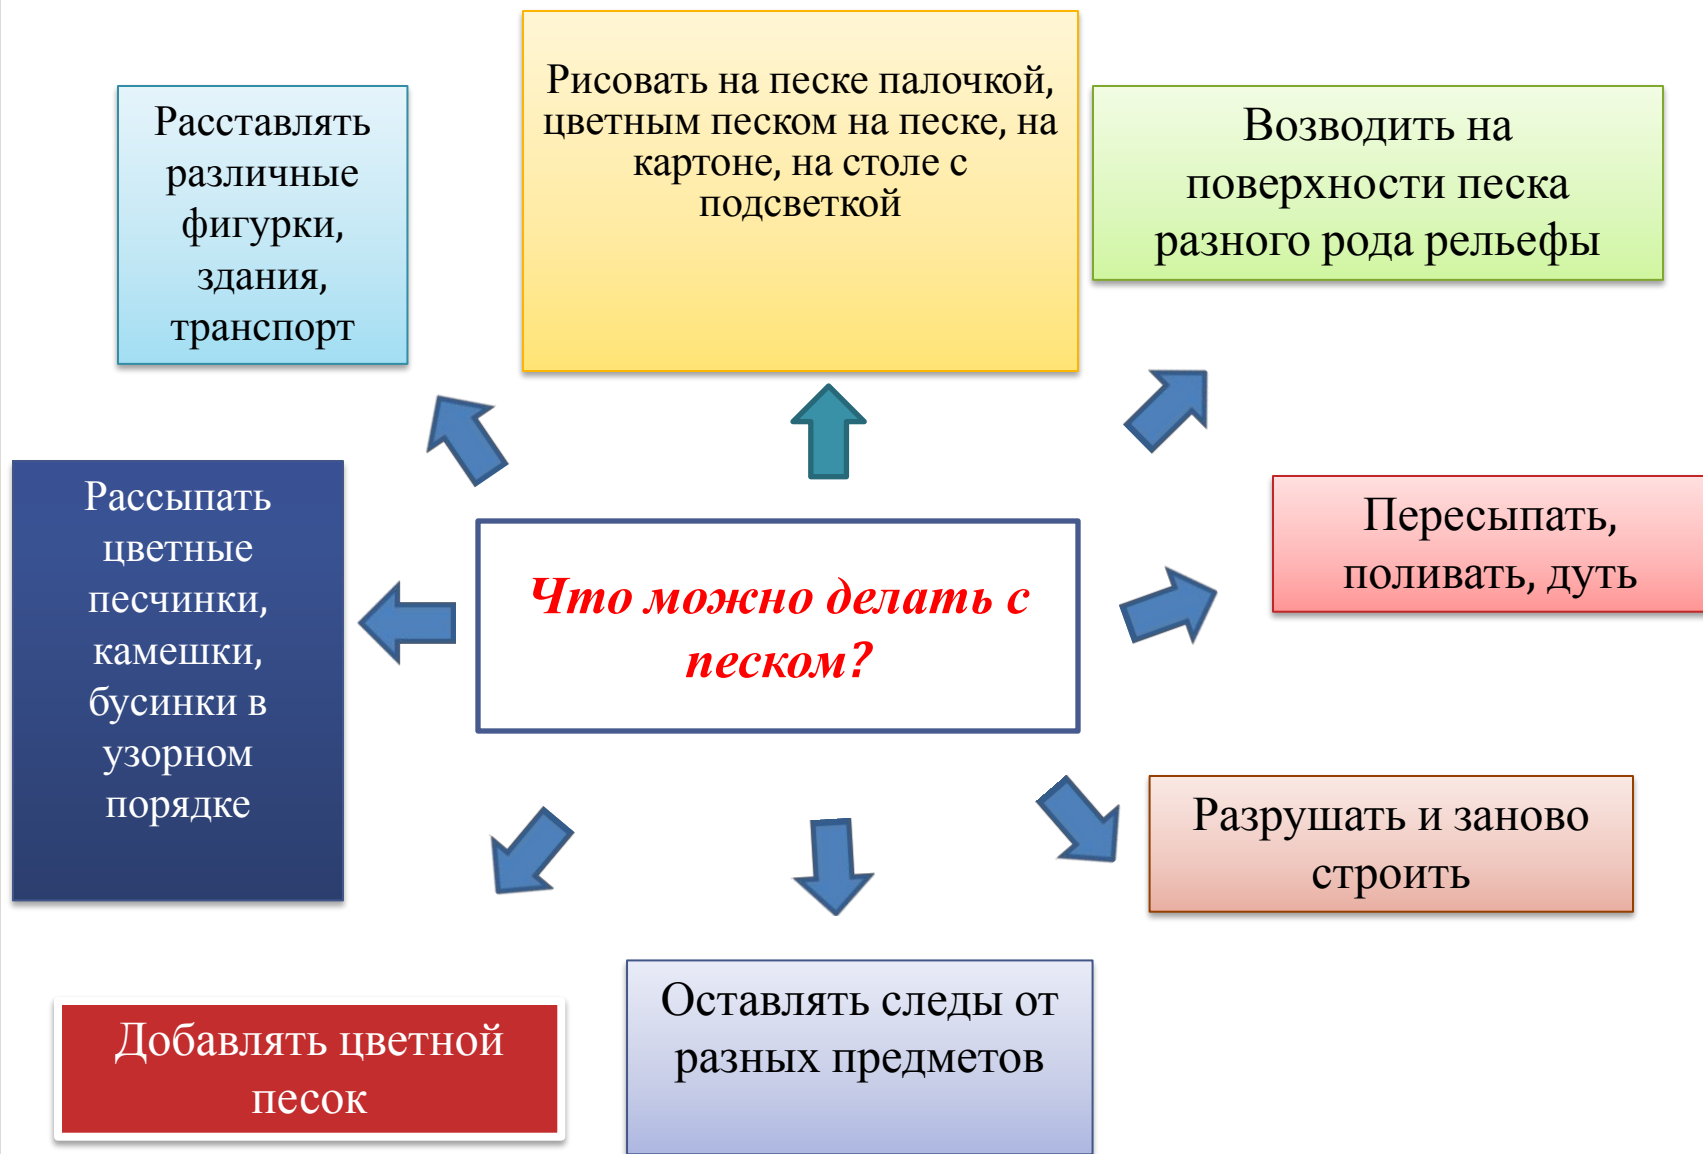 Рисовать на песке палочкой,
цветным песком на песке, на
картоне, на столе с
подсветкой
Расставлять
различные
фигурки,
здания,
транспорт
Возводить на
поверхности песка
разного рода рельефы
Рассыпать
цветные
песчинки,
камешки,
бусинки в
узорном
порядке
Что можно делать с
песком?
Пересыпать,
поливать, дуть
Разрушать и заново
строить
Добавлять цветной
песок
Оставлять следы от
разных предметов